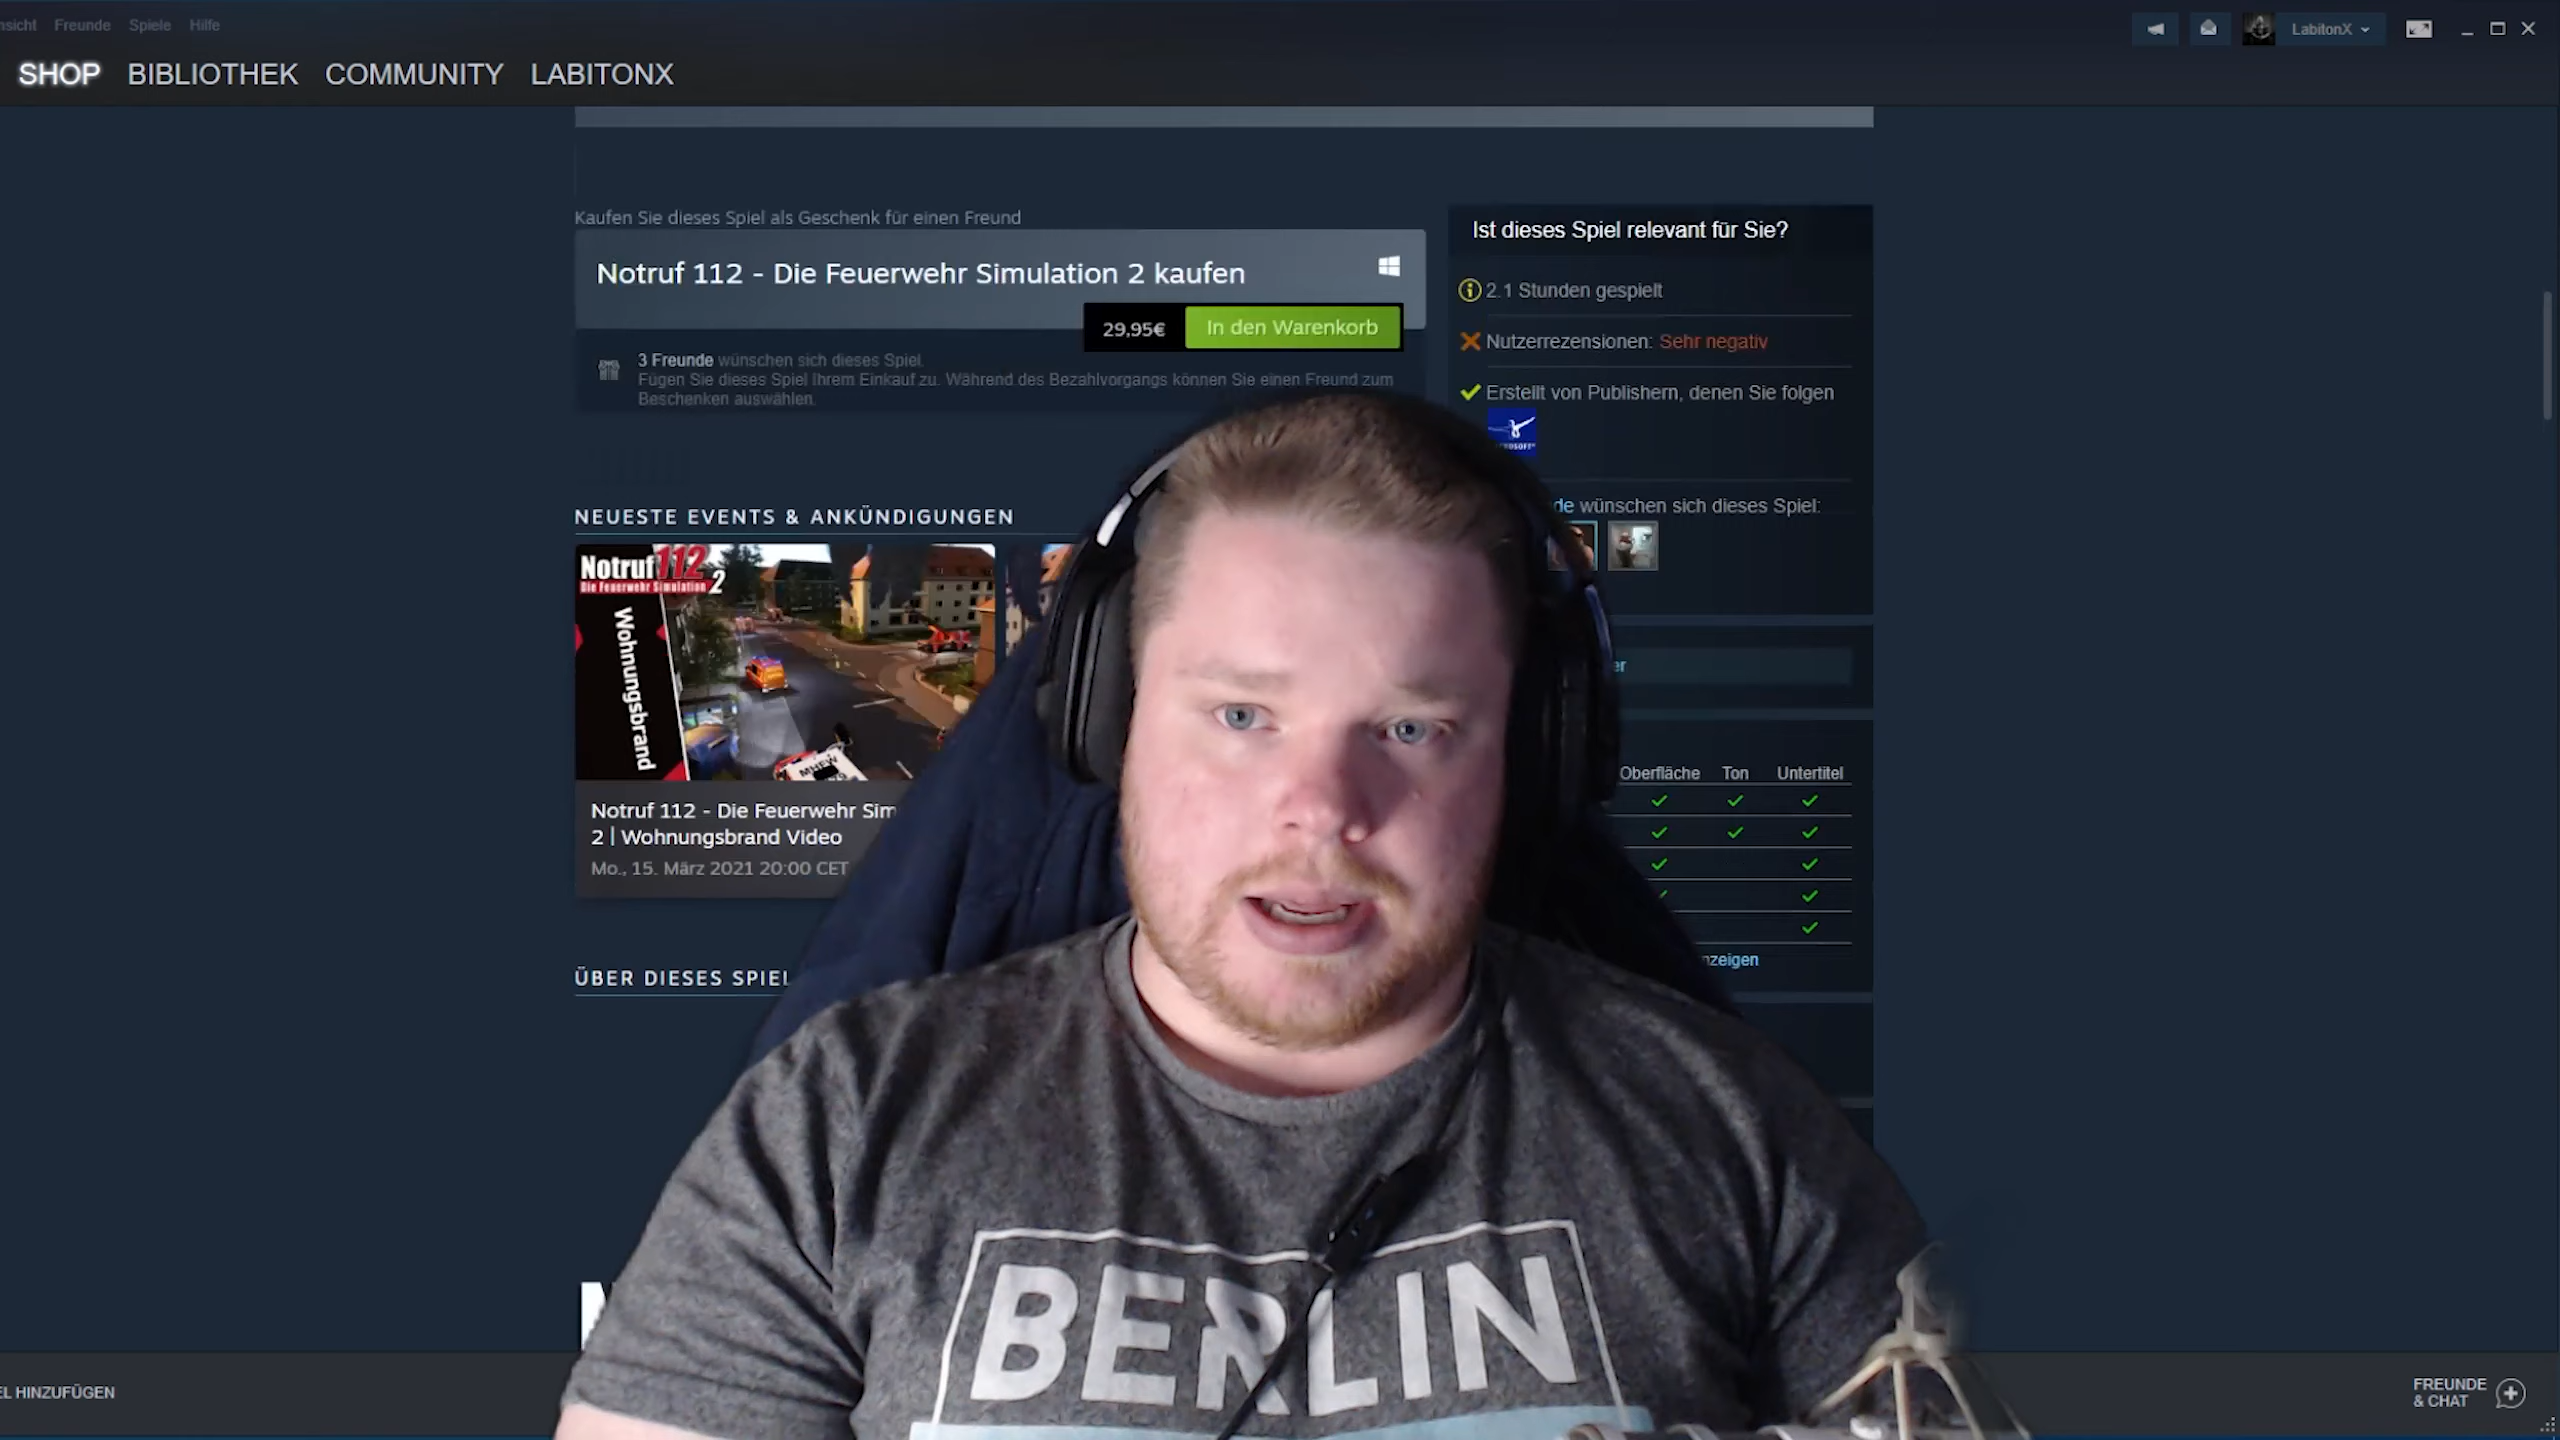 Freunde Spiele Hilfe
LabitonX
SHOP BIBLIOTHEK COMMUNITY LABITONX
Kaufen Sie dieses Spiel als Geschenk für einen Freund
Notruf 112 - Die Feuerwehr Simulation 2 kaufen
29,95€ In den Warenkorb
3 Freunde wünschen sich dieses Spiel.
Fügen Sie dieses Spiel Ihrem Einkauf zu. Während des Bezahlvorgangs können Sie einen Freund zum
Beschenken auswählen.
NEUESTE EVENTS & ANKÜNDIGUNGEN
Notruf 112
Die Feuerwehr Simulation 2
Wohnungsbrand
Notruf 112 - Die Feuerwehr Sim
2 | Wohnungsbrand Video
Mo., 15. März 2021 20:00 CET
ÜBER DIESES SPIEL
Ist dieses Spiel relevant für Sie?
2.1 Stunden gespielt
Nutzerrezensionen: Sehr negativ
Erstellt von Publishern, denen Sie folgen
de wünschen sich dieses Spiel:
er
Oberfläche Ton Untertitel
nzeigen
BERLIN
EL HINZUFÜGEN
FREUNDE
& CHAT